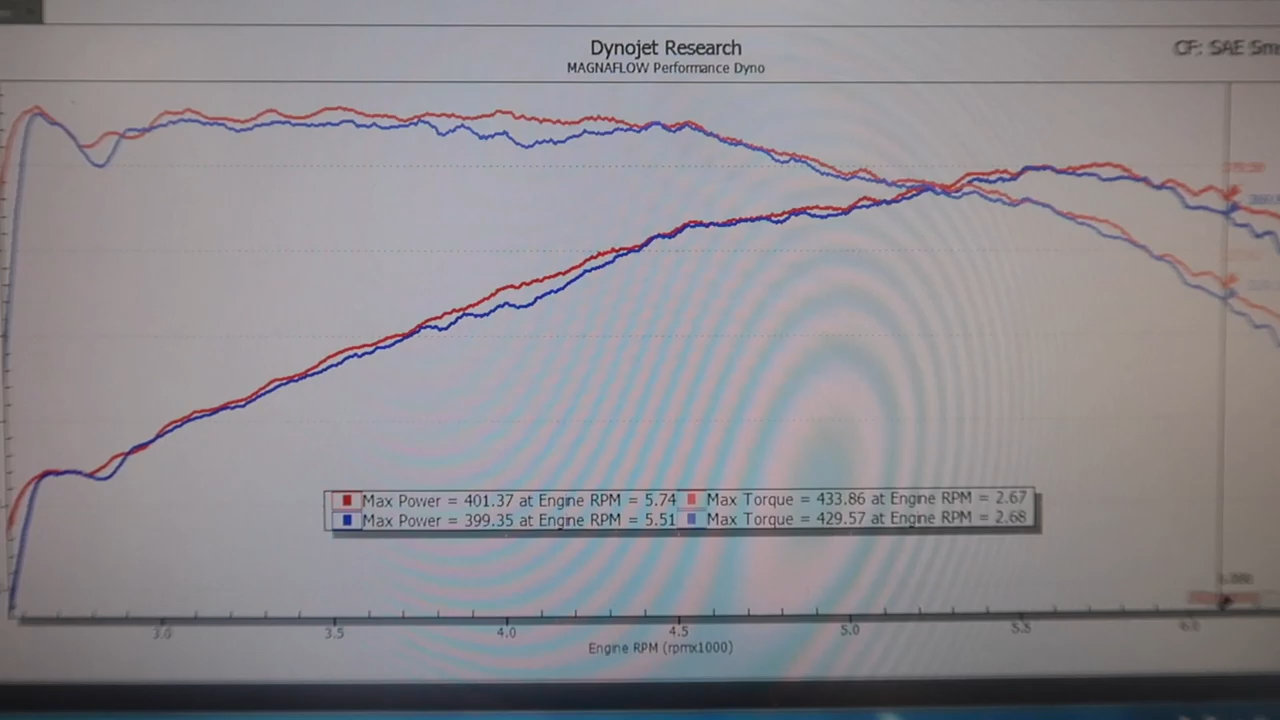 Dynojet Research
CF: SAE
MAGNAFLOW Performance Dyno
Max Power = 401.37 at Engine RPM = 5.74 Max Torque = 433.86 at Engine RPM = 2.67
Max Power = 399.35 at Engine RPM = 5.51 Max Torque = 429.57 at Engine RPM = 2.68
3.0 3.5 4.0 4.5 5.0 5.5 6.0
Engine RPM (rpmx1000)